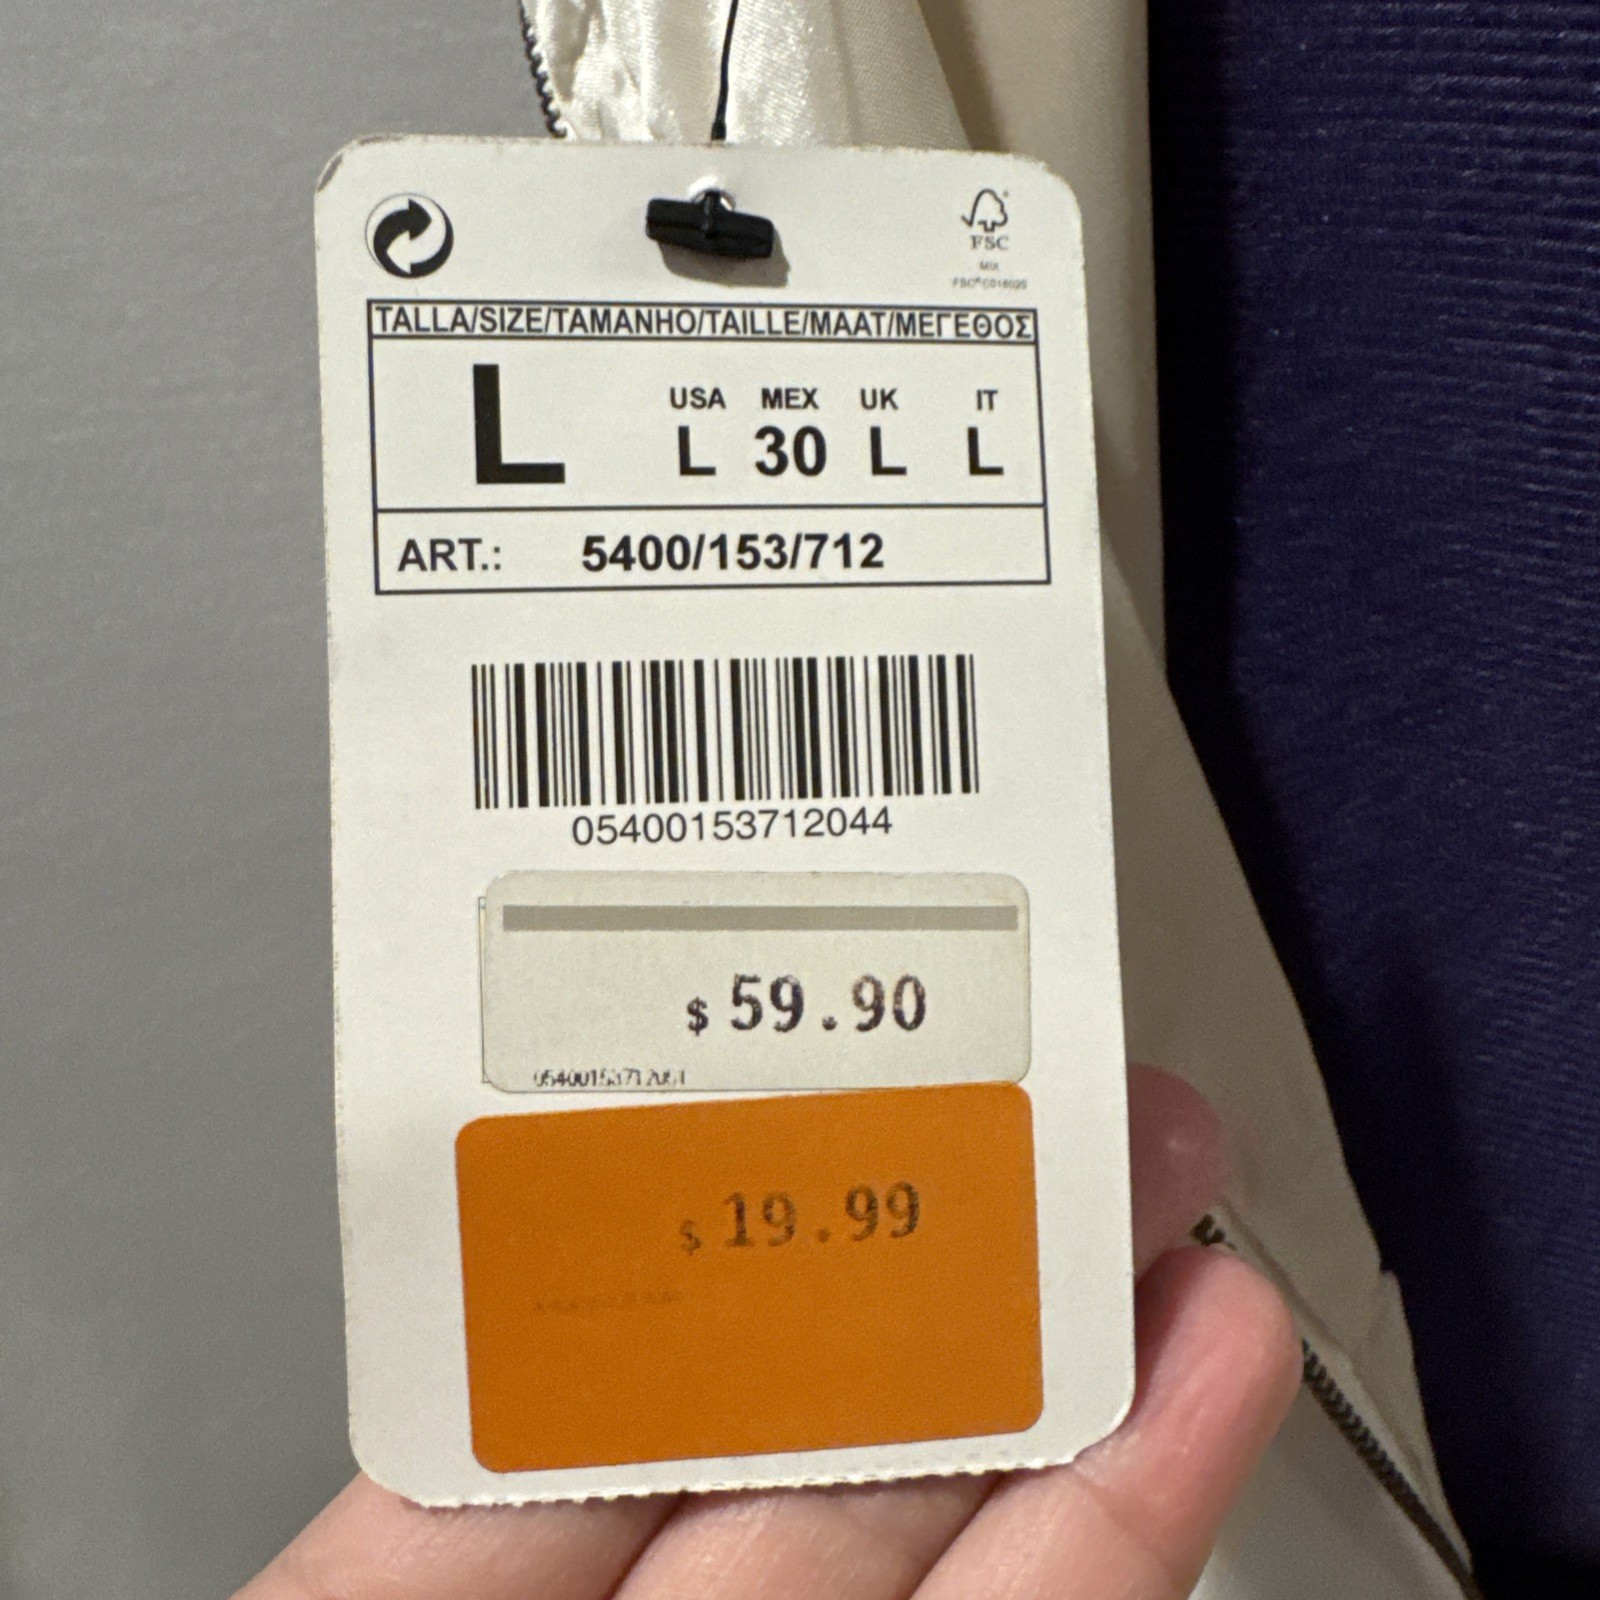 FSC
MIX
TALLA/SIZE/TAMANHO/TAILLE/MAAT/ΜΕΓΕΘΟΣ
L
USA MEX UK IT
L 30 L L
ART.: 5400/153/712
05400153712044
$ 59.90
$ 19.99